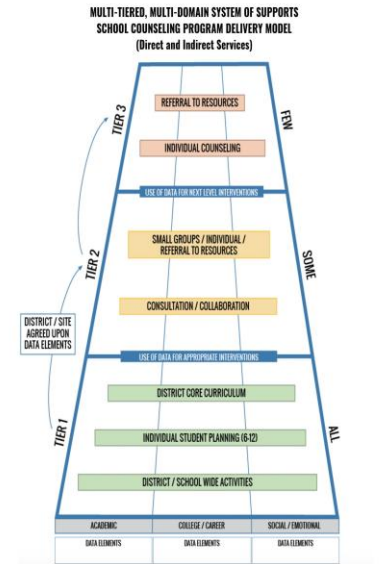 MULTI-TIERED, MULTI-DOMAIN SYSTEM OF SUPPORTS
SCHOOL COUNSELING PROGRAM DELIVERY MODEL
(Direct and Indirect Services)
TIER 3
FEW
REFERRAL TO RESOURCES
INDIVIDUAL COUNSELING
USE OF DATA FOR NEXT LEVEL INTERVENTIONS
TIER 2
SOME
SMALL GROUPS / INDIVIDUAL /
REFERRAL TO RESOURCES
CONSULTATION / COLLABORATION
DISTRICT / SITE
AGREED UPON
DATA ELEMENTS
USE OF DATA FOR APPROPRIATE INTERVENTIONS
TIER 1
ALL
DISTRICT CORE CURRICULUM
INDIVIDUAL STUDENT PLANNING (6-12)
DISTRICT / SCHOOL WIDE ACTIVITIES
ACADEMIC
COLLEGE / CAREER
SOCIAL / EMOTIONAL
DATA ELEMENTS
DATA ELEMENTS
DATA ELEMENTS